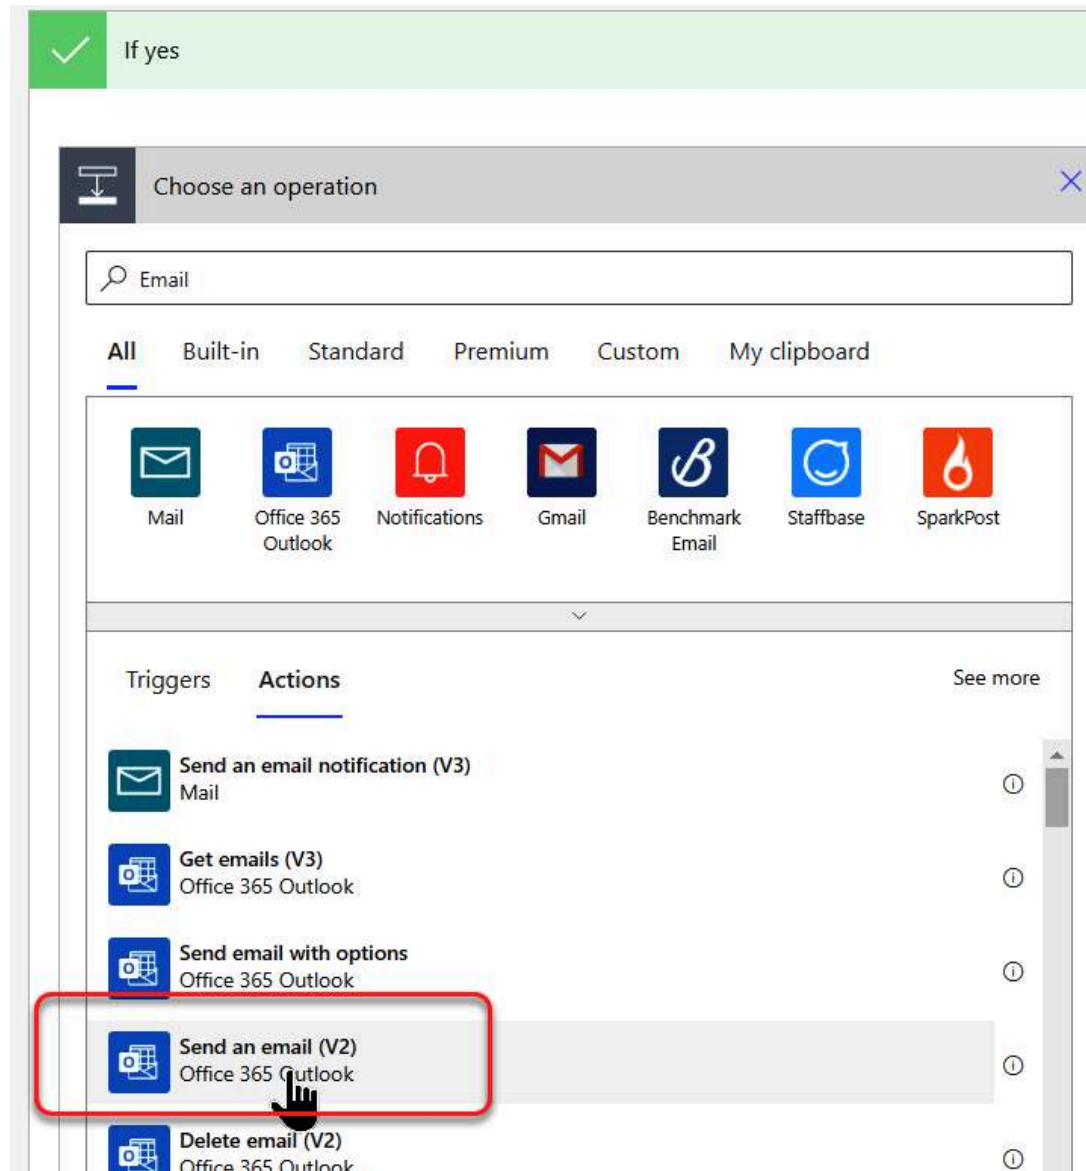 If yes
Choose an operation
Email
All Built-in Standard Premium Custom My clipboard
Mail
Office 365
Outlook
Notifications
Gmail
Benchmark
Email
Staffbase
SparkPost
Triggers Actions See more
Send an email notification (V3)
Mail
Get emails (V3)
Office 365 Outlook
Send email with options
Office 365 Outlook
Send an email (V2)
Office 365 Outlook
Delete email (V2)
Office 365 Outlook